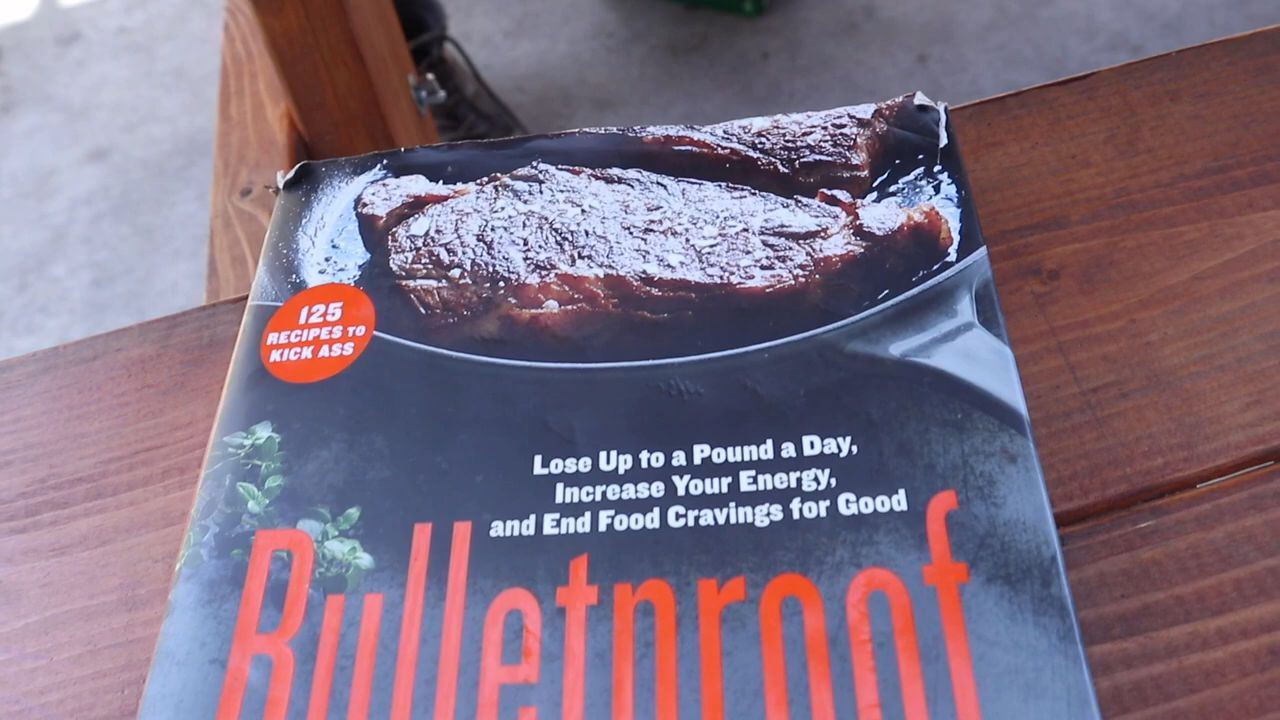 125
RECIPES TO
KICK ASS
Lose Up to a Pound a Day,
Increase Your Energy,
and End Food Cravings for Good
Bulletproof